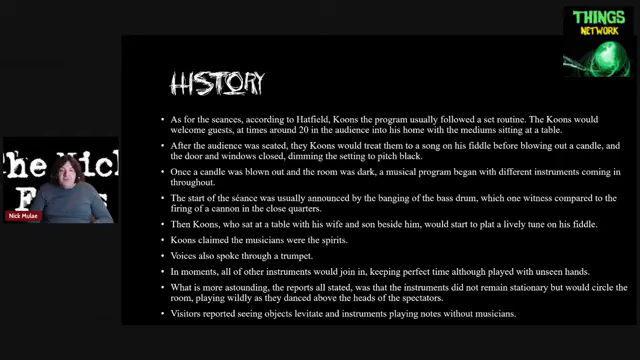 THINGS
NETWORK
HISTORY
• As for the seances, according to Hatfield, Koons the program usually followed a set routine. The Koons would
welcome guests, at times around 20 in the audience into his home with the mediums sitting at a table.
• After the audience was seated, they Koons would treat them to a song on his fiddle before blowing out a candle, and
the door and windows closed, dimming the setting to pitch black.
• Once a candle was blown out and the room was dark, a musical program began with different instruments coming in
throughout.
• The start of the séance was usually announced by the banging of the bass drum, which one witness compared to the
firing of a cannon in the close quarters.
• Then Koons, who sat at a table with his wife and son beside him, would start to plat a lively tune on his fiddle.
• Koons claimed the musicians were the spirits.
• Voices also spoke through a trumpet.
• In moments, all of other instruments would join in, keeping perfect time although played with unseen hands.
• What is more astounding, the reports all stated, was that the instruments did not remain stationary but would circle the
room, playing wildly as they danced above the heads of the spectators.
• Visitors reported seeing objects levitate and instruments playing notes without musicians.
Nick Mulae